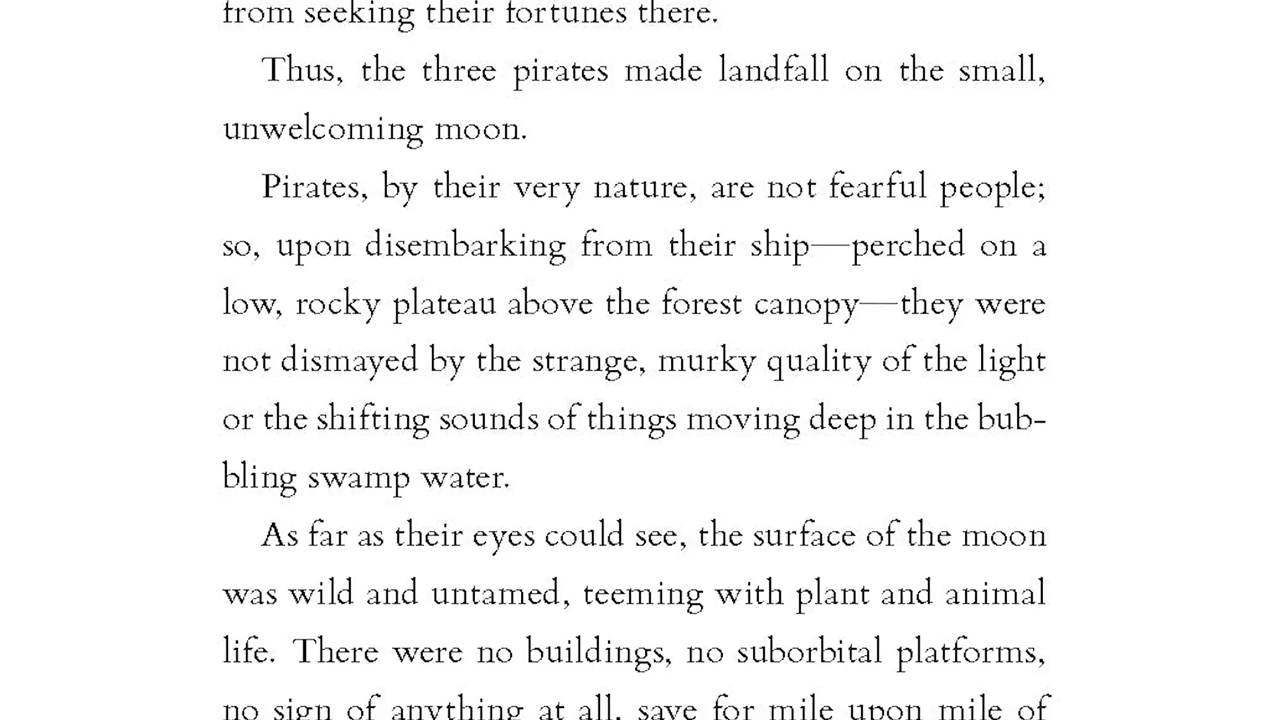 from seeking their fortunes there.
Thus, the three pirates made landfall on the small,
unwelcoming moon.
Pirates, by their very nature, are not fearful people;
so, upon disembarking from their ship—perched on a
low, rocky plateau above the forest canopy—they were
not dismayed by the strange, murky quality of the light
or the shifting sounds of things moving deep in the bub-
bling swamp water.
As far as their eyes could see, the surface of the moon
was wild and untamed, teeming with plant and animal
life. There were no buildings, no suborbital platforms,
no sign of anything at all, save for mile upon mile of